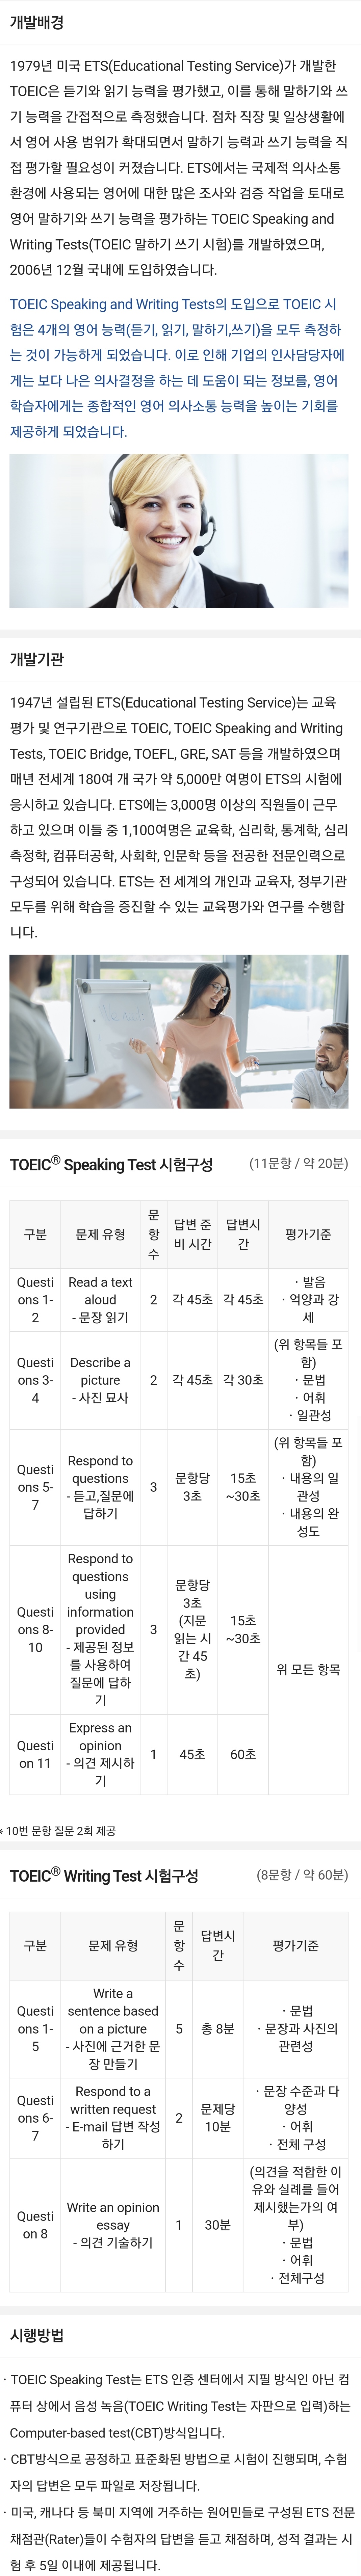 개발배경
1979년 미국 ETS(Educational Testing Service)가 개발한
TOEIC은 듣기와 읽기 능력을 평가했고, 이를 통해 말하기와 쓰
기 능력을 간접적으로 측정했습니다. 점차 직장 및 일상생활에
서 영어 사용 범위가 확대되면서 말하기 능력과 쓰기 능력을 직
접 평가할 필요성이 커졌습니다. ETS에서는 국제적 의사소통
환경에 사용되는 영어에 대한 많은 조사와 검증 작업을 토대로
영어 말하기와 쓰기 능력을 평가하는 TOEIC Speaking and
Writing Tests(TOEIC 말하기 쓰기 시험)를 개발하였으며,
2006년 12월 국내에 도입하였습니다.
TOEIC Speaking and Writing Tests의 도입으로 TOEIC 시
험은 4개의 영어 능력(듣기, 읽기, 말하기,쓰기)을 모두 측정하
는 것이 가능하게 되었습니다. 이로 인해 기업의 인사담당자에
게는 보다 나은 의사결정을 하는 데 도움이 되는 정보를, 영어
학습자에게는 종합적인 영어 의사소통 능력을 높이는 기회를
제공하게 되었습니다.
개발기관
1947년 설립된 ETS(Educational Testing Service)는 교육
평가 및 연구기관으로 TOEIC, TOEIC Speaking and Writing
Tests, TOEIC Bridge, TOEFL, GRE, SAT 등을 개발하였으며
매년 전세계 180여 개 국가 약 5,000만 여명이 ETS의 시험에
응시하고 있습니다. ETS에는 3,000명 이상의 직원들이 근무
하고 있으며 이들 중 1,100여명은 교육학, 심리학, 통계학, 심리
측정학, 컴퓨터공학, 사회학, 인문학 등을 전공한 전문인력으로
구성되어 있습니다. ETS는 전 세계의 개인과 교육자, 정부기관
모두를 위해 학습을 증진할 수 있는 교육평가와 연구를 수행합
니다.
TOEIC® Speaking Test 시험구성 (11문항 / 약 20분)
구분 문제 유형 문항수 답변 준비 시간 답변시간 평가기준
Questions 1-2 Read a text aloud - 문장 읽기 2 각 45초 각 45초 · 발음 · 억양과 강세
Questions 3-4 Describe a picture - 사진 묘사 2 각 45초 각 30초 (위 항목들 포함) · 문법 · 어휘 · 일관성
Questions 5-7 Respond to questions - 듣고,질문에 답하기 3 문항당 3초 15초 ~30초 (위 항목들 포함) · 내용의 일관성 · 내용의 완성도
Questions 8-10 Respond to questions using information provided - 제공된 정보를 사용하여 질문에 답하기 3 문항당 3초 (지문 읽는 시간 45초) 15초 ~30초 위 모든 항목
Question 11 Express an opinion - 의견 제시하기 1 45초 60초
* 10번 문항 질문 2회 제공
TOEIC® Writing Test 시험구성 (8문항 / 약 60분)
구분 문제 유형 문항수 답변시간 평가기준
Questions 1-5 Write a sentence based on a picture - 사진에 근거한 문장 만들기 5 총 8분 · 문법 · 문장과 사진의 관련성
Questions 6-7 Respond to a written request - E-mail 답변 작성하기 2 문제당 10분 · 문장 수준과 다양성 · 어휘 · 전체 구성
Question 8 Write an opinion essay - 의견 기술하기 1 30분 (의견을 적합한 이유와 실례를 들어 제시했는가의 여부) · 문법 · 어휘 · 전체구성
시행방법
· TOEIC Speaking Test는 ETS 인증 센터에서 지필 방식인 아닌 컴
퓨터 상에서 음성 녹음(TOEIC Writing Test는 자판으로 입력)하는
Computer-based test(CBT)방식입니다.
· CBT방식으로 공정하고 표준화된 방법으로 시험이 진행되며, 수험
자의 답변은 모두 파일로 저장됩니다.
· 미국, 캐나다 등 북미 지역에 거주하는 원어민들로 구성된 ETS 전문
채점관(Rater)들이 수험자의 답변을 듣고 채점하며, 성적 결과는 시
험 후 5일 이내에 제공됩니다.